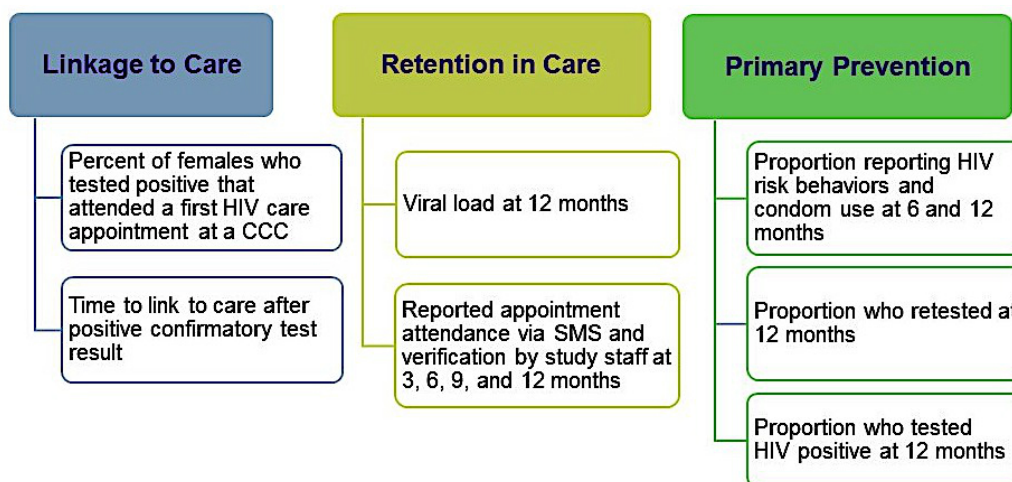 Linkage to Care
Percent of females who
tested positive that
attended a first HIV care
appointment at a CCC
Time to link to care after
positive confirmatory test
result
Retention in Care
Viral load at 12 months
Reported appointment
attendance via SMS and
verification by study staff at
3, 6, 9, and 12 months
Primary Prevention
Proportion reporting HIV
risk behaviors and
condom use at 6 and 12
months
Proportion who retested at
12 months
Proportion who tested
HIV positive at 12 months